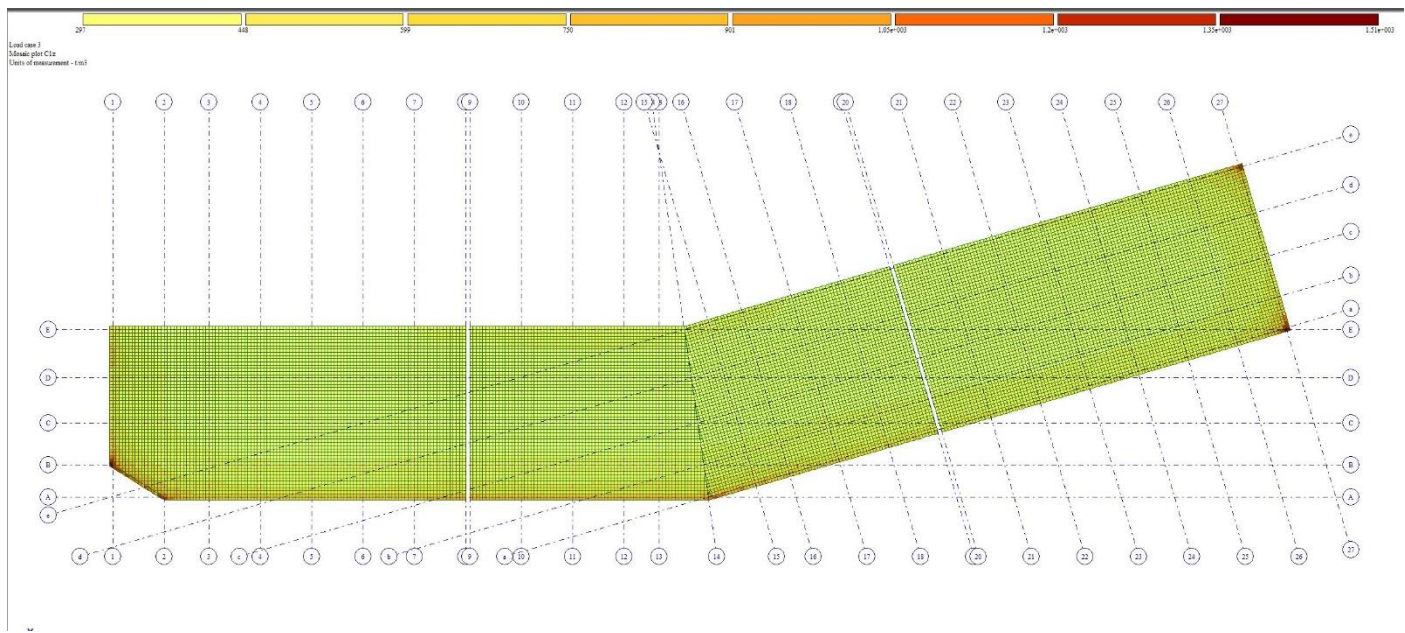 297 448 599 750 901 1.05e+003 1.2e+003 1.35e+003 1.51e+003
Load case 3
Mosaic plot C1z
Units of measurement - t/m3
1 2 3 4 5 6 7 9 10 11 12 15 16 17 18 20 21 22 23 24 25 26 27
e
d
c
b
a
E E
D D
C C
B B
A A
e
d 1 2 3 c 4 5 6 b 7 9 a 10 11 12 13 14 15 16 17 18 20 21 22 23 24 25 26 27